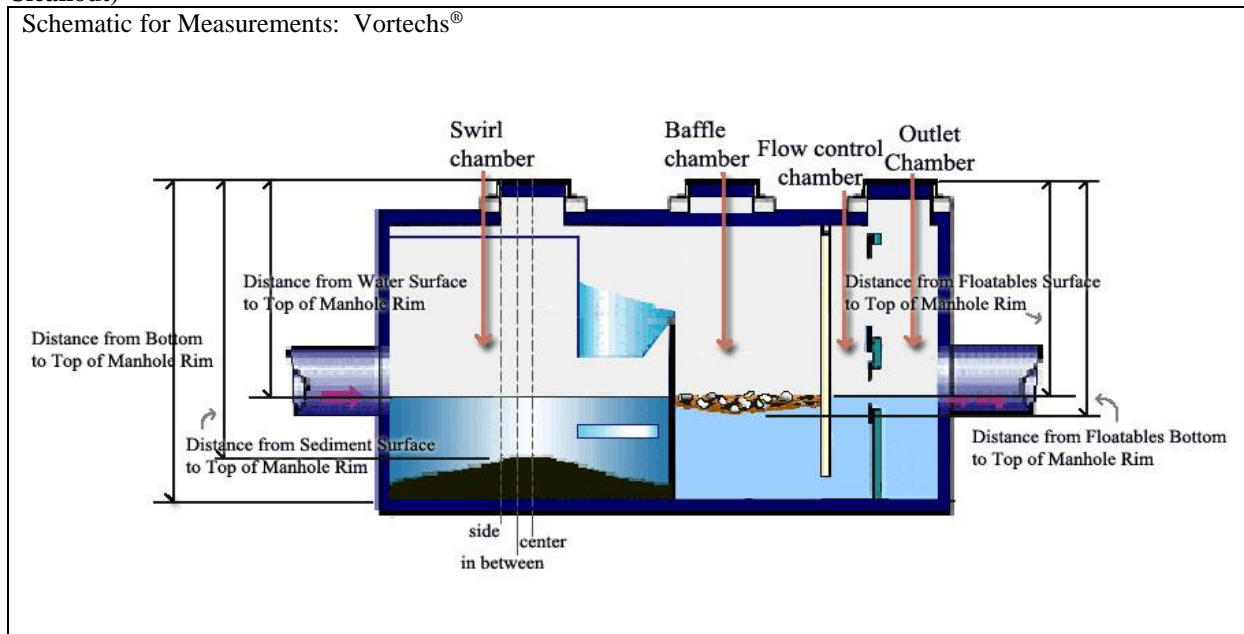 Cleanout)
Schematic for Measurements: Vortechs®
Swirl
chamber
Baffle
chamber
Flow control
chamber
Outlet
Chamber
Distance from Water Surface
to Top of Manhole Rim
Distance from Floatables Surface
to Top of Manhole Rim
Distance from Bottom
to Top of Manhole Rim
Distance from Sediment Surface
to Top of Manhole Rim
Distance from Floatables Bottom
to Top of Manhole Rim
side
center
in between